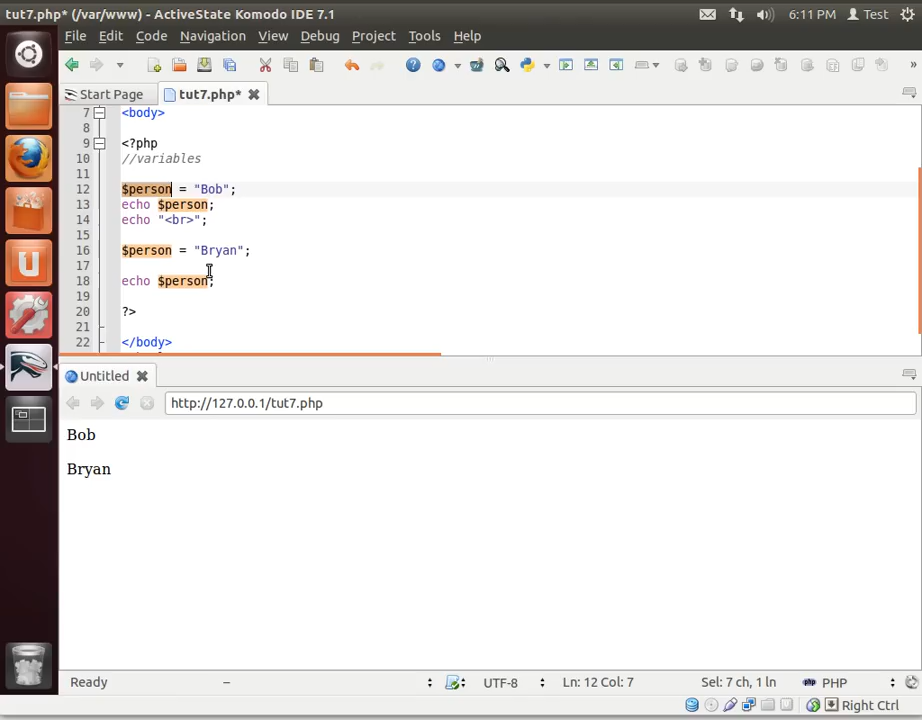 tut7.php* (/var/www) - ActiveState Komodo IDE 7.1
6:11 PM
Test
File Edit Code Navigation View Debug Project Tools Help
Start Page
tut7.php*
7 <body>
8
9 <?php
10 //variables
11
12 $person = "Bob";
13 echo $person;
14 echo "<br>";
15
16 $person = "Bryan";
17
18 echo $person;
19
20 ?>
21
22 </body>
Untitled
http://127.0.0.1/tut7.php
Bob
Bryan
Ready
–
UTF-8
Ln: 12 Col: 7
Sel: 7 ch, 1 ln
PHP
Right Ctrl